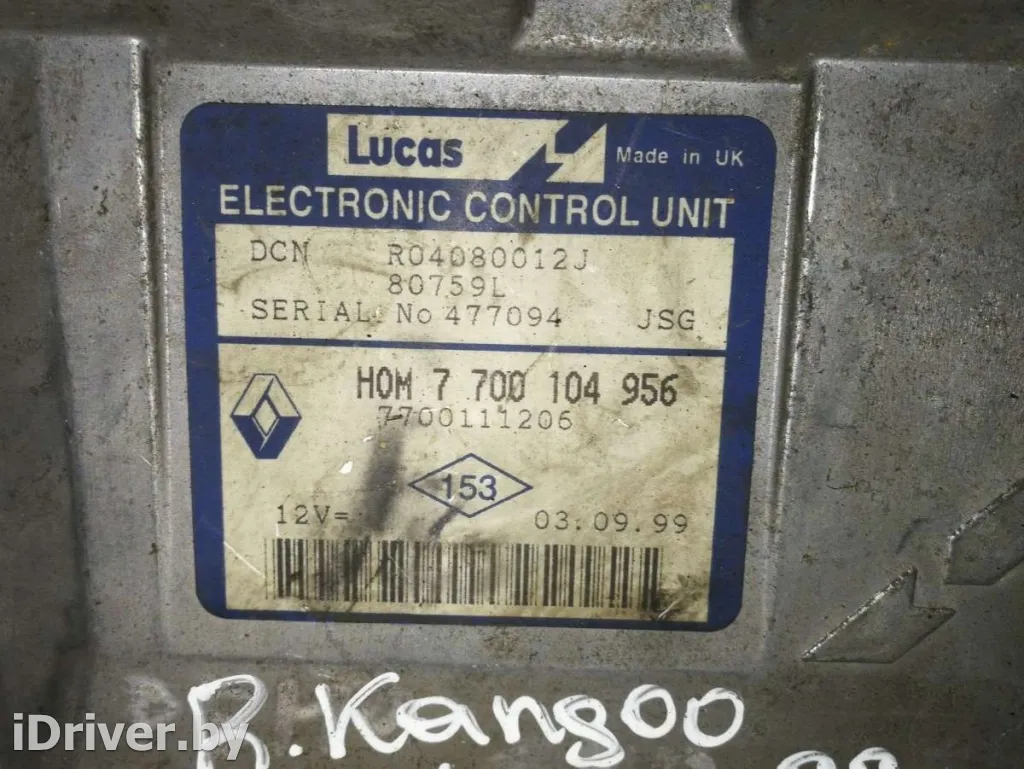 Lucas Made in UK
ELECTRONIC CONTROL UNIT
DCN R04080012J
80759L
SERIAL No 477094 JSG
HOM 7 700 104 956
7700111206
153
12V= 03.09.99
R.Kangoo
iDriver.by